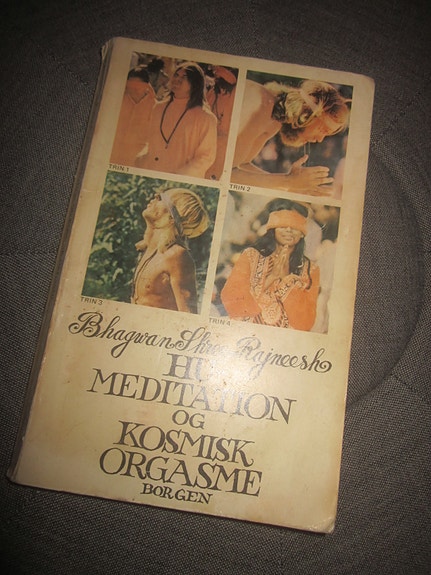 TRIN 1
TRIN 2
TRIN 3
TRIN 4
Bhagwan Shree Rajneesh
HU
MEDITATION
OG
KOSMISK
ORGASME
BORGEN